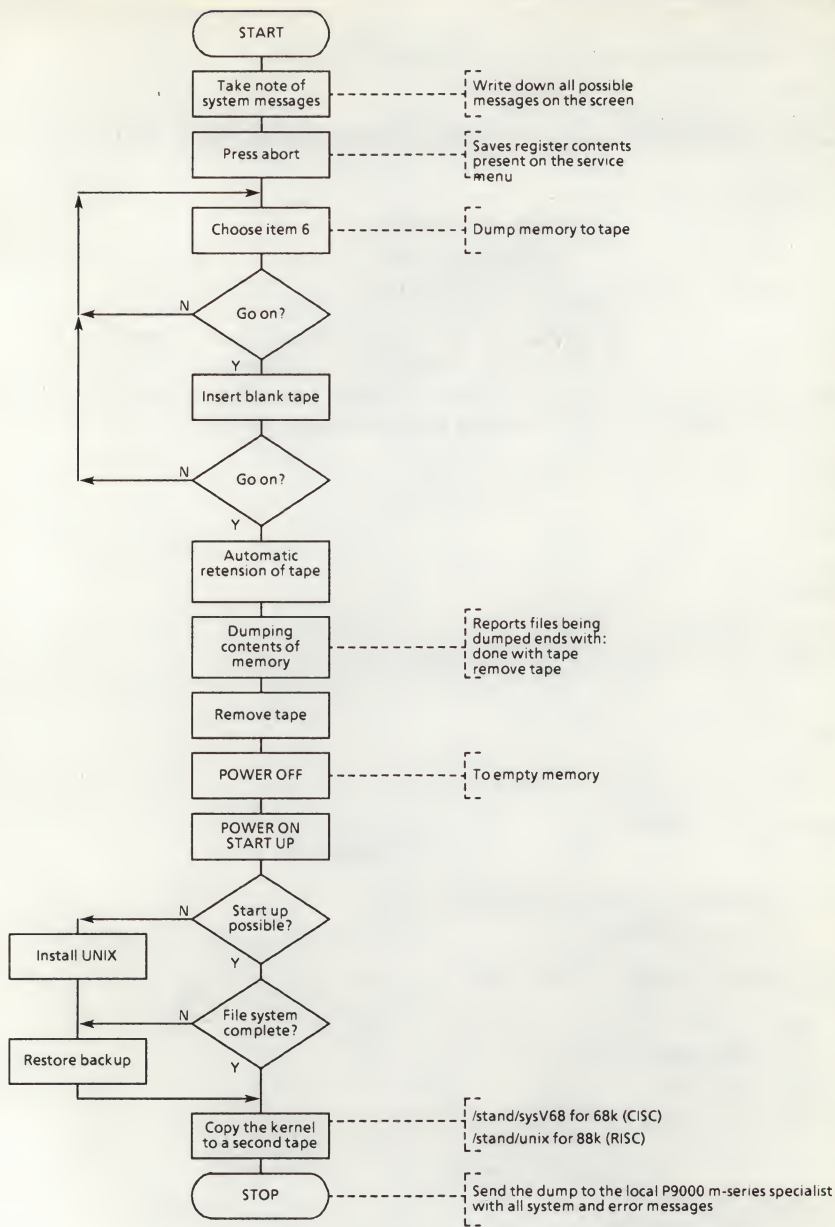 START
Take note of
system messages
Write down all possible
messages on the screen
Press abort
Saves register contents
present on the service
menu
Choose item 6
Dump memory to tape
N
Go on?
Y
Insert blank tape
N
Go on?
Y
Automatic
retension of tape
Dumping
contents of
memory
Reports files being
dumped ends with:
done with tape
remove tape
Remove tape
POWER OFF
To empty memory
POWER ON
START UP
N
Start up
possible?
Install UNIX
Y
N
File system
complete?
Restore backup
Y
Copy the kernel
to a second tape
/stand/sysV68 for 68k (CISC)
/stand/unix for 88k (RISC)
STOP
Send the dump to the local P9000 m-series specialist
with all system and error messages